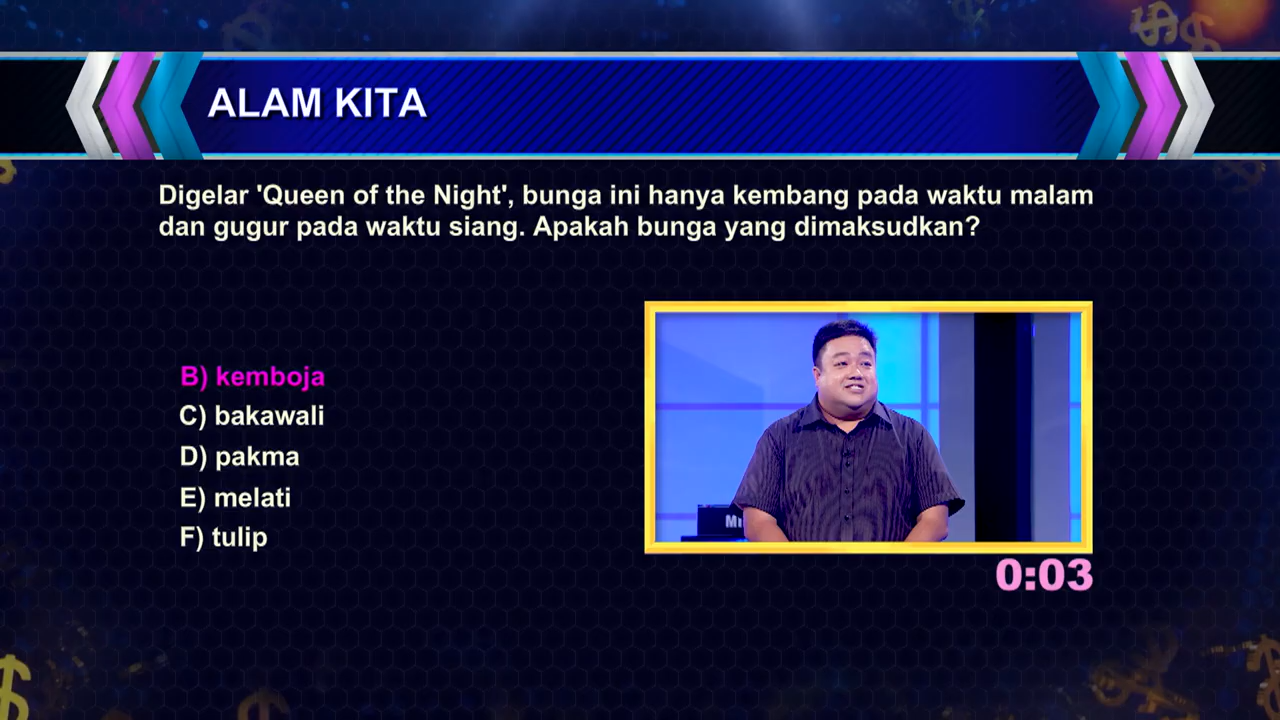 ALAM KITA
Digelar 'Queen of the Night', bunga ini hanya kembang pada waktu malam
dan gugur pada waktu siang. Apakah bunga yang dimaksudkan?
B) kemboja
C) bakawali
D) pakma
E) melati
F) tulip
0:03